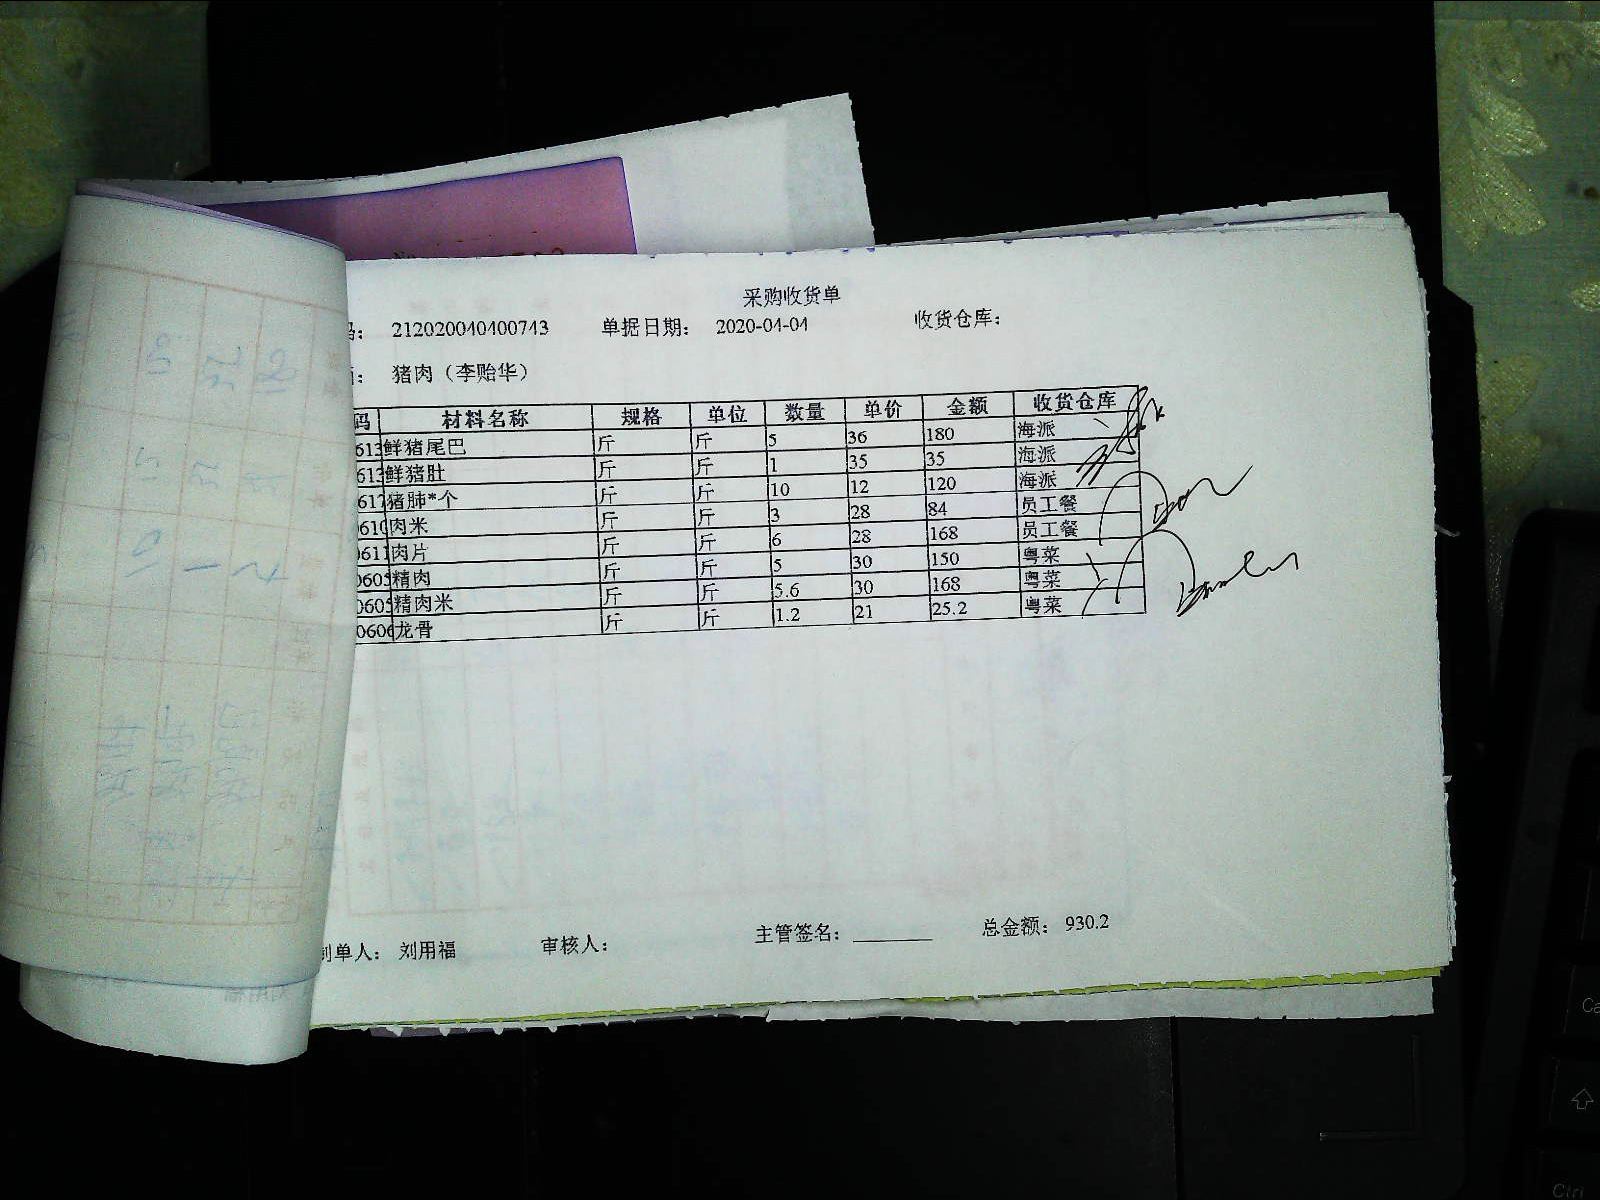 采购收货单
码： 212020040400743 单据日期： 2020-04-04 收货仓库：
猪肉（李贻华）
码 材料名称 规格 单位 数量 单价 金额 收货仓库
613 鲜猪尾巴 斤 斤 5 36 180 海派
613 鲜猪肚 斤 斤 1 35 35 海派
617 猪肺*个 斤 斤 10 12 120 海派
0610 肉米 斤 斤 3 28 84 员工餐
0611 肉片 斤 斤 6 28 168 员工餐
0605 精肉 斤 斤 5 30 150 粤菜
0605 精肉米 斤 斤 5.6 30 168 粤菜
0606 龙骨 斤 斤 1.2 21 25.2 粤菜
制单人： 刘用福 审核人： 主管签名： 总金额： 930.2